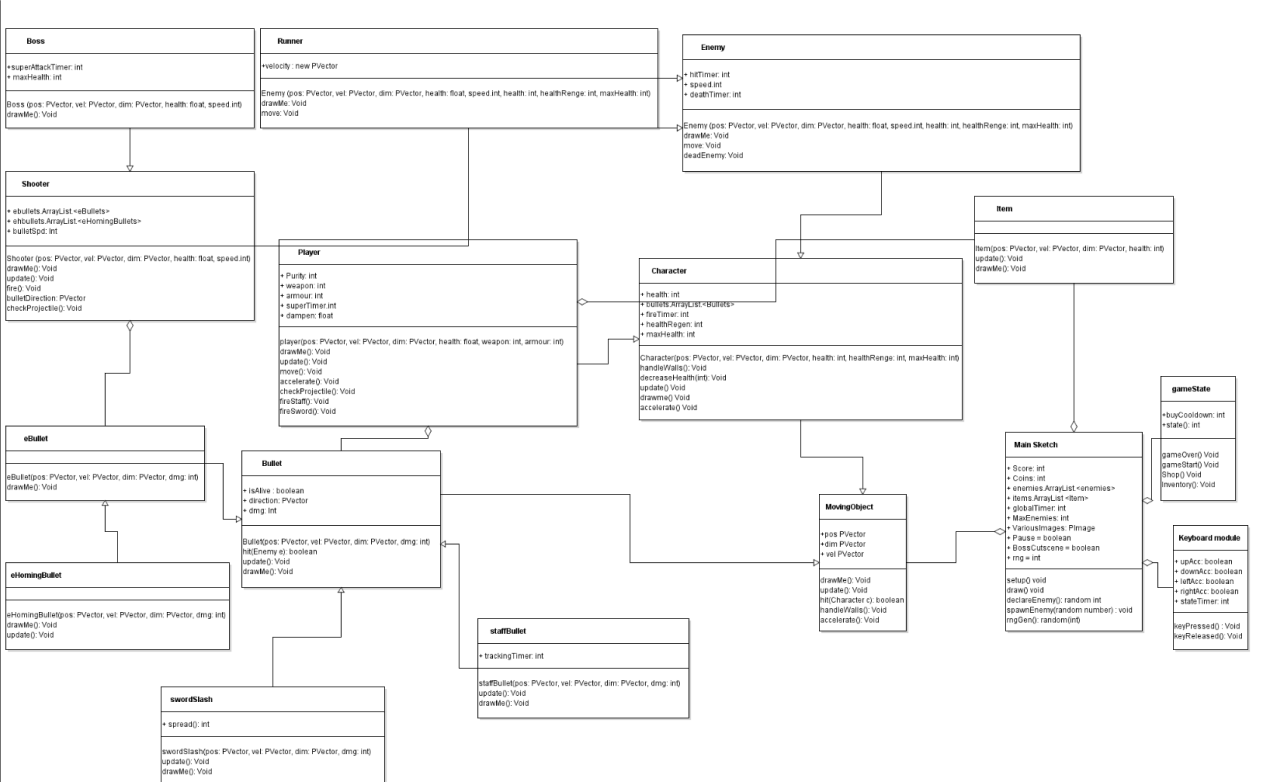 Boss
+superAttackTimer: int
+ maxHealth: int
Boss (pos: PVector, vel: PVector, dim: PVector, health: float, speed.int)
drawMe(): Void
Runner
+velocity : new PVector
Enemy (pos: PVector, vel: PVector, dim: PVector, health: float, speed.int, health: int, healthRenge: int, maxHealth: int)
drawMe: Void
move: Void
Enemy
+ hitTimer: int
+ speed.int
+ deathTimer: int
Enemy (pos: PVector, vel: PVector, dim: PVector, health: float, speed.int, health: int, healthRenge: int, maxHealth: int)
drawMe: Void
move: Void
deadEnemy: Void
Shooter
+ ebullets.ArrayList.<eBullets>
+ ehbullets.ArrayList.<eHomingBullets>
+ bulletSpd: Int
Shooter (pos: PVector, vel: PVector, dim: PVector, health: float, speed.int)
drawMe(): Void
update(): Void
fire(): Void
bulletDirection: PVector
checkProjectile(): Void
Player
+ Purity: int
+ weapon: int
+ armour: int
+ superTimer.int
+ dampen: float
player(pos: PVector, vel: PVector, dim: PVector, health: float, weapon: int, armour: int)
drawMe(): Void
update(): Void
move(): Void
accelerate(): Void
checkProjectile(): Void
fireStaff(): Void
fireSword(): Void
Character
+ health: int
+ bullets.ArrayList.<Bullets>
+ fireTimer: int
+ healthRegen: int
+ maxHealth: int
Character(pos: PVector, vel: PVector, dim: PVector, health: int, healthRenge: int, maxHealth: int)
handleWalls(): Void
decreaseHealth(int): Void
update() Void
drawme() Void
accelerate() Void
Item
Item(pos: PVector, vel: PVector, dim: PVector, health: int)
update(): Void
drawMe(): Void
gameState
+buyCooldown: int
+state(): int
gameOver() Void
gameStart() Void
Shop() Void
Inventory(): Void
eBullet
eBullet(pos: PVector, vel: PVector, dim: PVector, dmg: int)
drawMe(): Void
Bullet
+ isAlive : boolean
+ direction: PVector
+ dmg: Int
Bullet(pos: PVector, vel: PVector, dim: PVector, dmg: int)
hit(Enemy e): boolean
update(): Void
drawMe(): Void
MovingObject
+pos PVector
+dim PVector
+ vel PVector
drawMe(): Void
update(): Void
hit(Character c): boolean
handleWalls(): Void
accelerate(): Void
Main Sketch
+ Score: int
+ Coins: int
+ enemies.ArrayList.<enemies>
+ items.ArrayList <Item>
+ globalTimer: int
+ MaxEnemies: int
+ VariousImages: PImage
+ Pause = boolean
+ BossCutscene = boolean
+ rng = int
setup() void
draw() void
declareEnemy(): random int
spawnEnemy(random number) : void
rngGen(): random(int)
Keyboard module
+ upAcc: boolean
+ downAcc: boolean
+ leftAcc: boolean
+ rightAcc: boolean
+ stateTimer: int
keyPressed() : Void
keyReleased(): Void
eHomingBullet
eHomingBullet(pos: PVector, vel: PVector, dim: PVector, dmg: int)
drawMe(): Void
update(): Void
staffBullet
+ trackingTimer: int
staffBullet(pos: PVector, vel: PVector, dim: PVector, dmg: int)
update(): Void
drawMe(): Void
swordSlash
+ spread(): int
swordSlash(pos: PVector, vel: PVector, dim: PVector, dmg: int)
update(): Void
drawMe(): Void